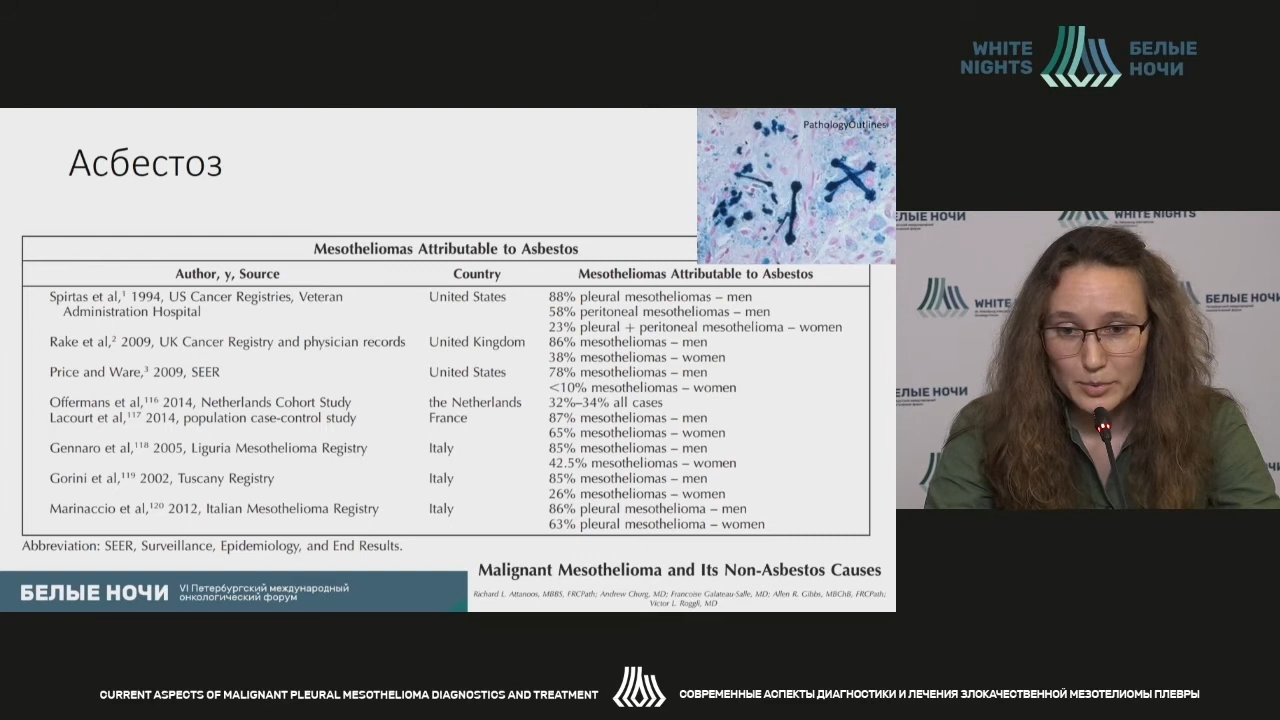 WHITE
NIGHTS
БЕЛЫЕ
НОЧИ
PathologyOutlines
Асбестоз
Mesotheliomas Attributable to Asbestos
Author, y, Source Country Mesotheliomas Attributable to Asbestos
Spirtas et al,¹ 1994, US Cancer Registries, Veteran United States 88% pleural mesotheliomas – men
Administration Hospital 58% peritoneal mesotheliomas – men
23% pleural + peritoneal mesothelioma – women
Rake et al,² 2009, UK Cancer Registry and physician records United Kingdom 86% mesotheliomas – men
38% mesotheliomas – women
Price and Ware,³ 2009, SEER United States 78% mesotheliomas – men
<10% mesotheliomas – women
Offermans et al,¹¹⁶ 2014, Netherlands Cohort Study the Netherlands 32%–34% all cases
Lacourt et al,¹¹⁷ 2014, population case-control study France 87% mesotheliomas – men
65% mesotheliomas – women
Gennaro et al,¹¹⁸ 2005, Liguria Mesothelioma Registry Italy 85% mesotheliomas – men
42.5% mesotheliomas – women
Gorini et al,¹¹⁹ 2002, Tuscany Registry Italy 85% mesotheliomas – men
26% mesotheliomas – women
Marinaccio et al,¹²⁰ 2012, Italian Mesothelioma Registry Italy 86% pleural mesothelioma – men
63% pleural mesothelioma – women
Abbreviation: SEER, Surveillance, Epidemiology, and End Results.
Malignant Mesothelioma and Its Non-Asbestos Causes
Richard L. Attanoos, MBBS, FRCPath; Andrew Churg, MD; Francoise Galateau-Salle, MD; Allen R. Gibbs, MBChB, FRCPath;
Victor L. Roggli, MD
БЕЛЫЕ НОЧИ
VI Петербургский международный
онкологический форум
ЕЛЫЕ НОЧИ
WHITE NIGHTS
WHITE
БЕЛЫЕ НОЧИ
ЕЛЫЕ НОЧИ
CURRENT ASPECTS OF MALIGNANT PLEURAL MESOTHELIOMA DIAGNOSTICS AND TREATMENT
СОВРЕМЕННЫЕ АСПЕКТЫ ДИАГНОСТИКИ И ЛЕЧЕНИЯ ЗЛОКАЧЕСТВЕННОЙ МЕЗОТЕЛИОМЫ ПЛЕВРЫ